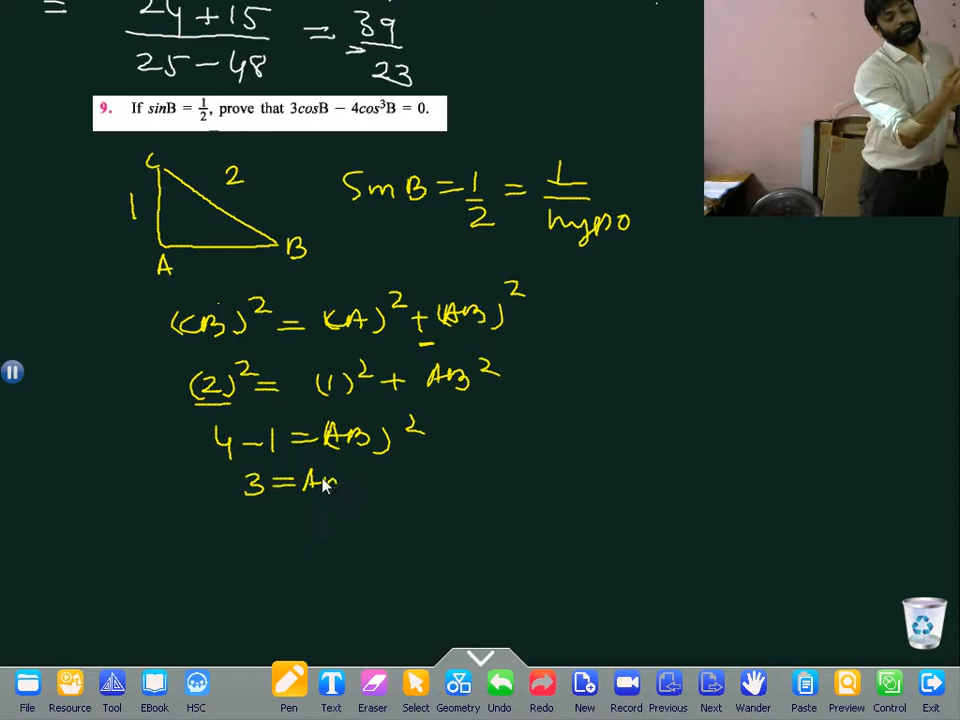 =
24 + 15
25 - 48
= 39
23
9. If sinB = 1/2, prove that 3cosB − 4cos³B = 0.
C
2
1
A
B
Sin B = 1/2 = 1/hypo
(CB)² = (CA)² + (AB)²
(2)² = (1)² + AB²
4 - 1 = (AB)²
3 = A
File Resource Tool EBook HSC Pen Text Eraser Select Geometry Undo Redo New Record Previous Next Wander Paste Preview Control Exit